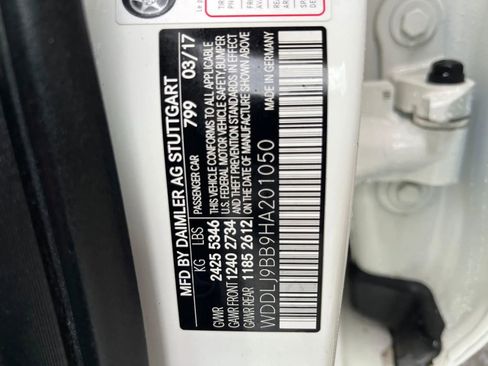 MFD BY DAIMLER AG STUTTGART
799 03/17
PASSENGER CAR
KG LBS
GVWR 2425 5346
GAWR FRONT 1240 2734
GAWR REAR 1185 2612
THIS VEHICLE CONFORMS TO ALL APPLICABLE
U.S. FEDERAL MOTOR VEHICLE SAFETY, BUMPER
AND THEFT PREVENTION STANDARDS IN EFFECT
ON THE DATE OF MANUFACTURE SHOWN ABOVE
MADE IN GERMANY
WDDLJ9BB9HA201050